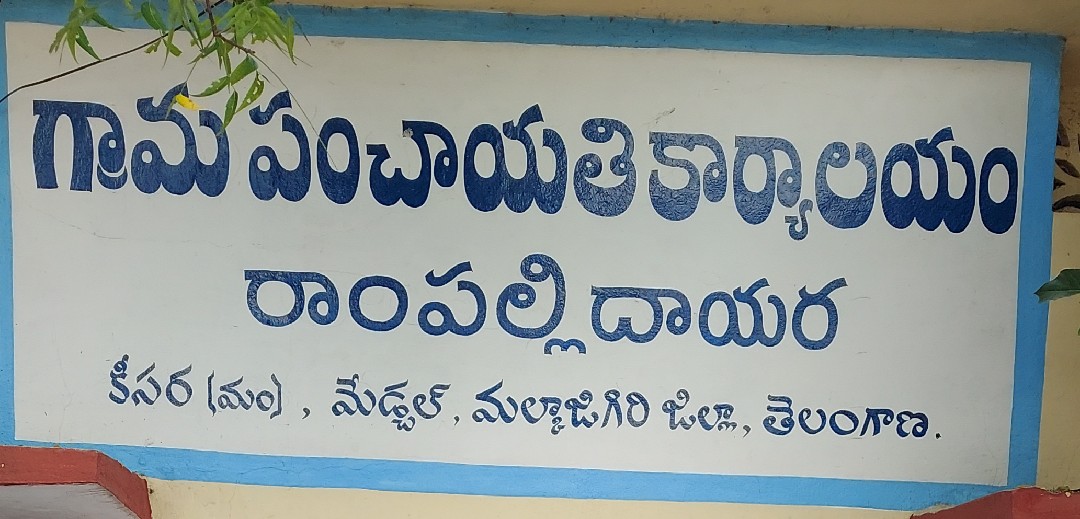 గ్రామ పంచాయతి కార్యాలయం
రాంపల్లి దాయర
కీసర (మం), మేడ్చల్, మల్కాజిగిరి జిల్లా, తెలంగాణ.